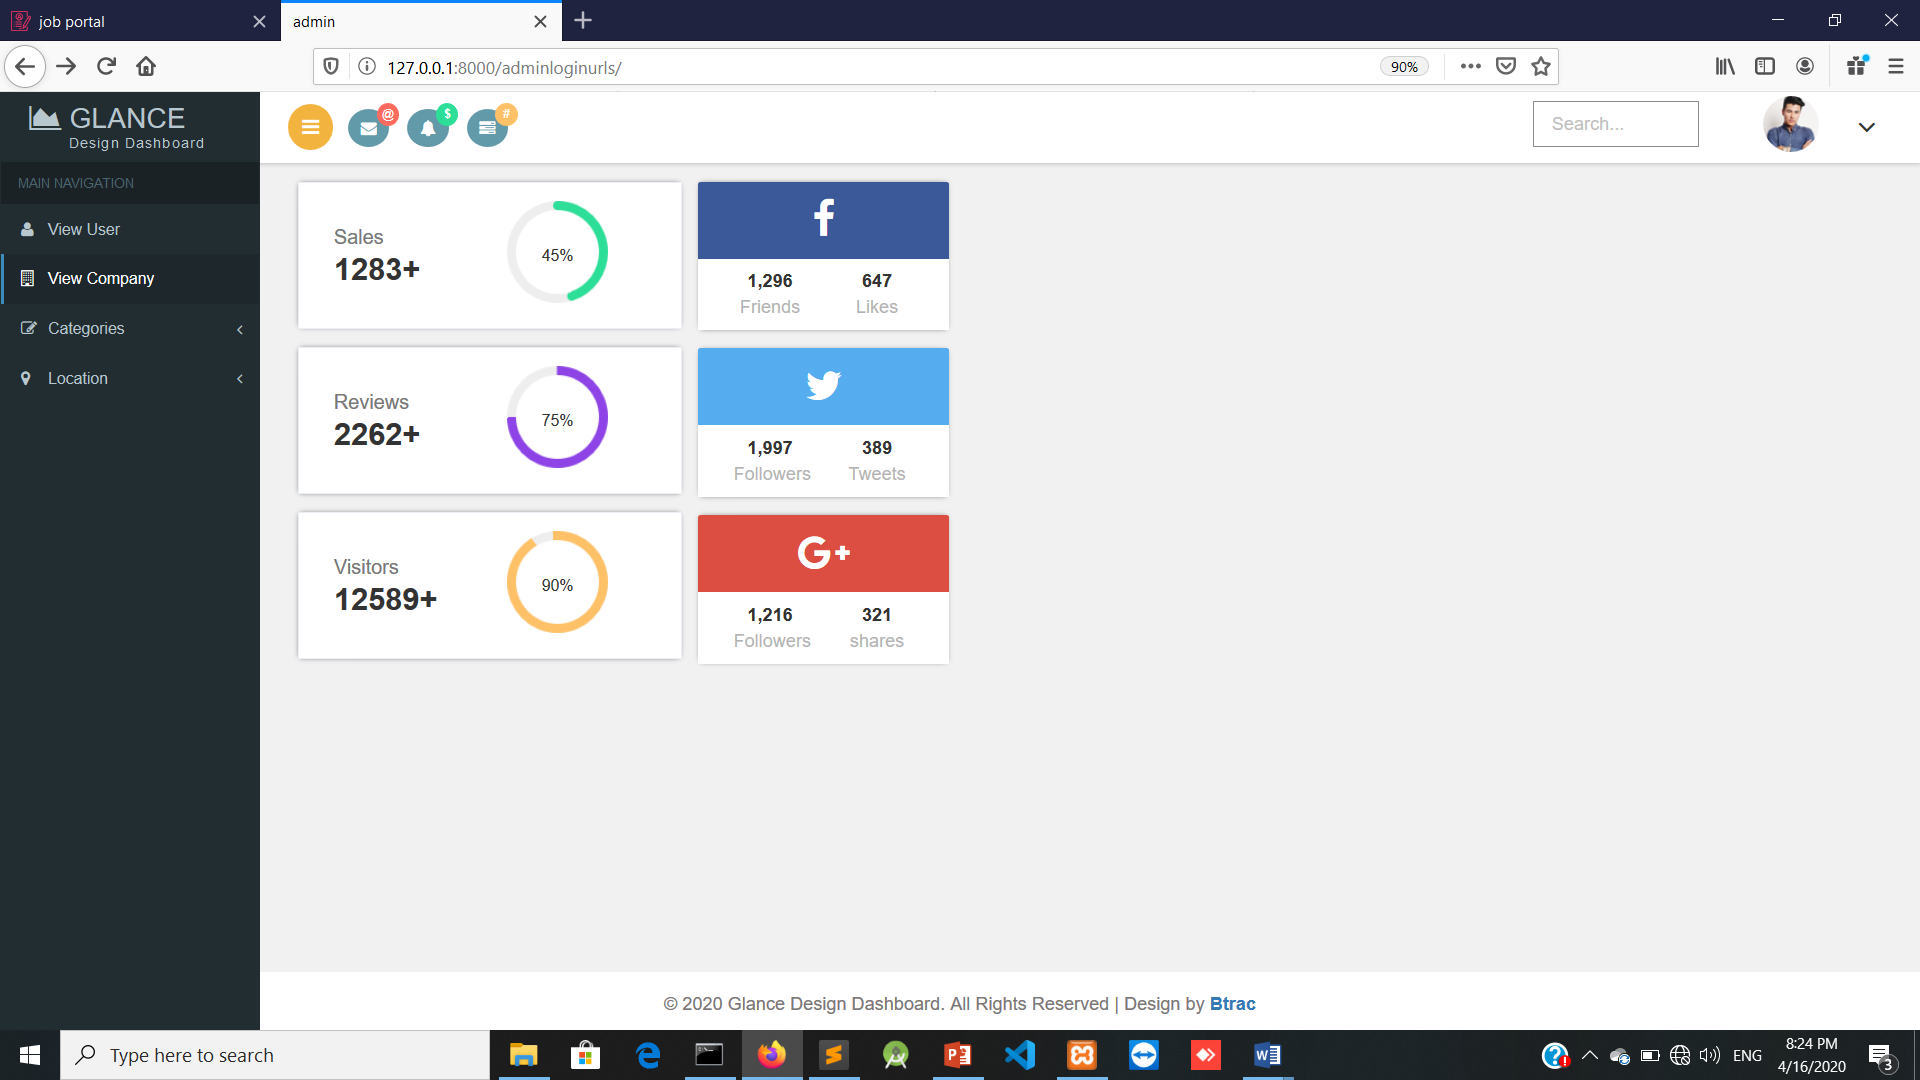 job portal
admin
127.0.0.1:8000/adminloginurls/
90%
GLANCE
Design Dashboard
@
$
#
Search...
MAIN NAVIGATION
View User
View Company
Categories
Location
Sales
1283+
45%
1,296 647
Friends Likes
Reviews
2262+
75%
1,997 389
Followers Tweets
Visitors
12589+
90%
G+
1,216 321
Followers shares
© 2020 Glance Design Dashboard. All Rights Reserved | Design by Btrac
Type here to search
ENG
8:24 PM
4/16/2020
3